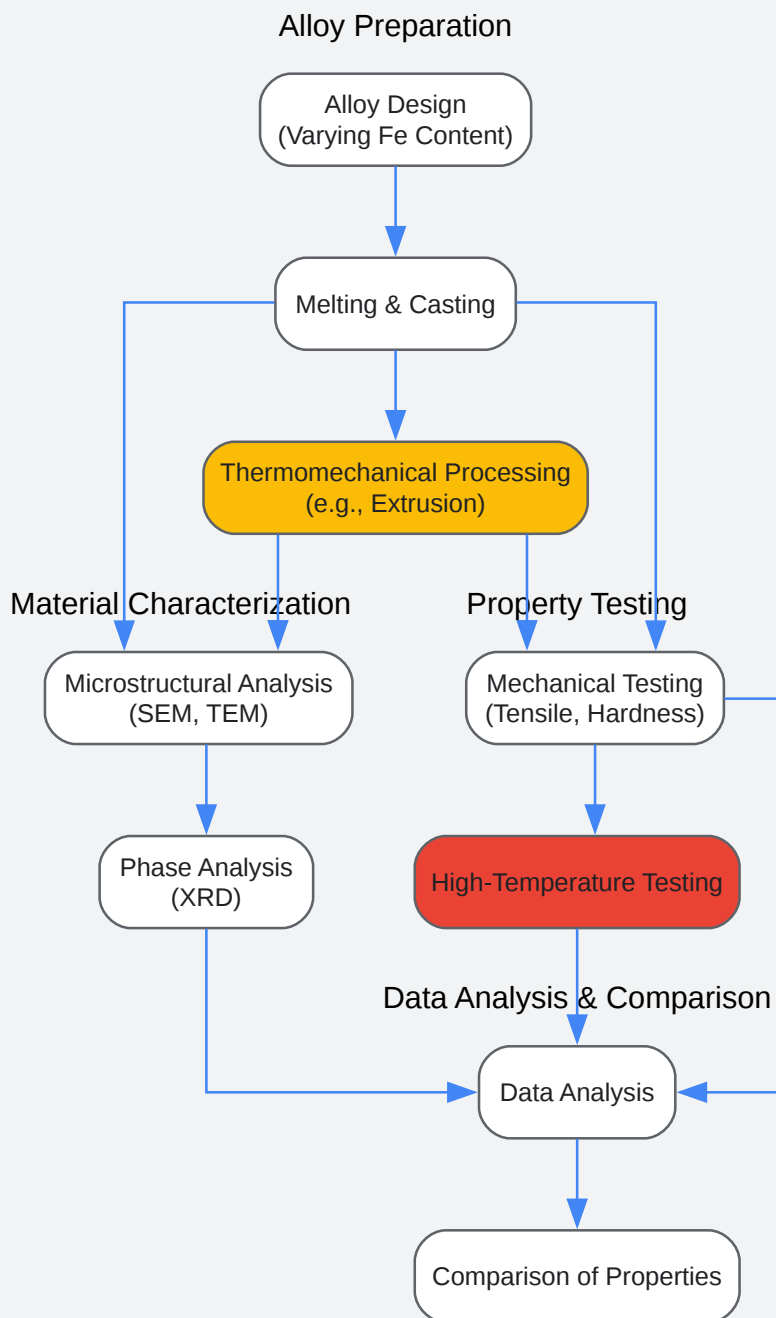 Alloy Preparation
Alloy Design
(Varying Fe Content)
Melting & Casting
Thermomechanical Processing
(e.g., Extrusion)
Material Characterization
Property Testing
Microstructural Analysis
(SEM, TEM)
Mechanical Testing
(Tensile, Hardness)
Phase Analysis
(XRD)
High-Temperature Testing
Data Analysis & Comparison
Data Analysis
Comparison of Properties